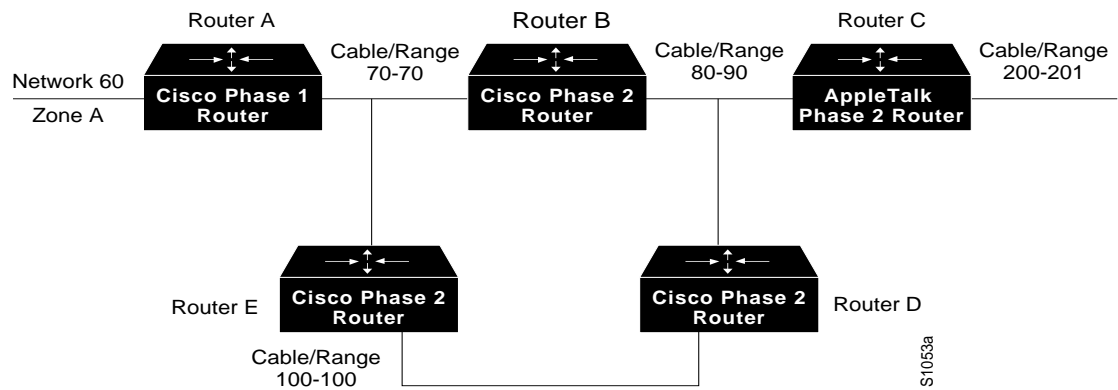 Router A
Router B
Router C
Network 60
Zone A
Cisco Phase 1
Router
Cable/Range
70-70
Cisco Phase 2
Router
Cable/Range
80-90
AppleTalk
Phase 2 Router
Cable/Range
200-201
Router E
Cisco Phase 2
Router
Cisco Phase 2
Router
Router D
Cable/Range
100-100
S1053a